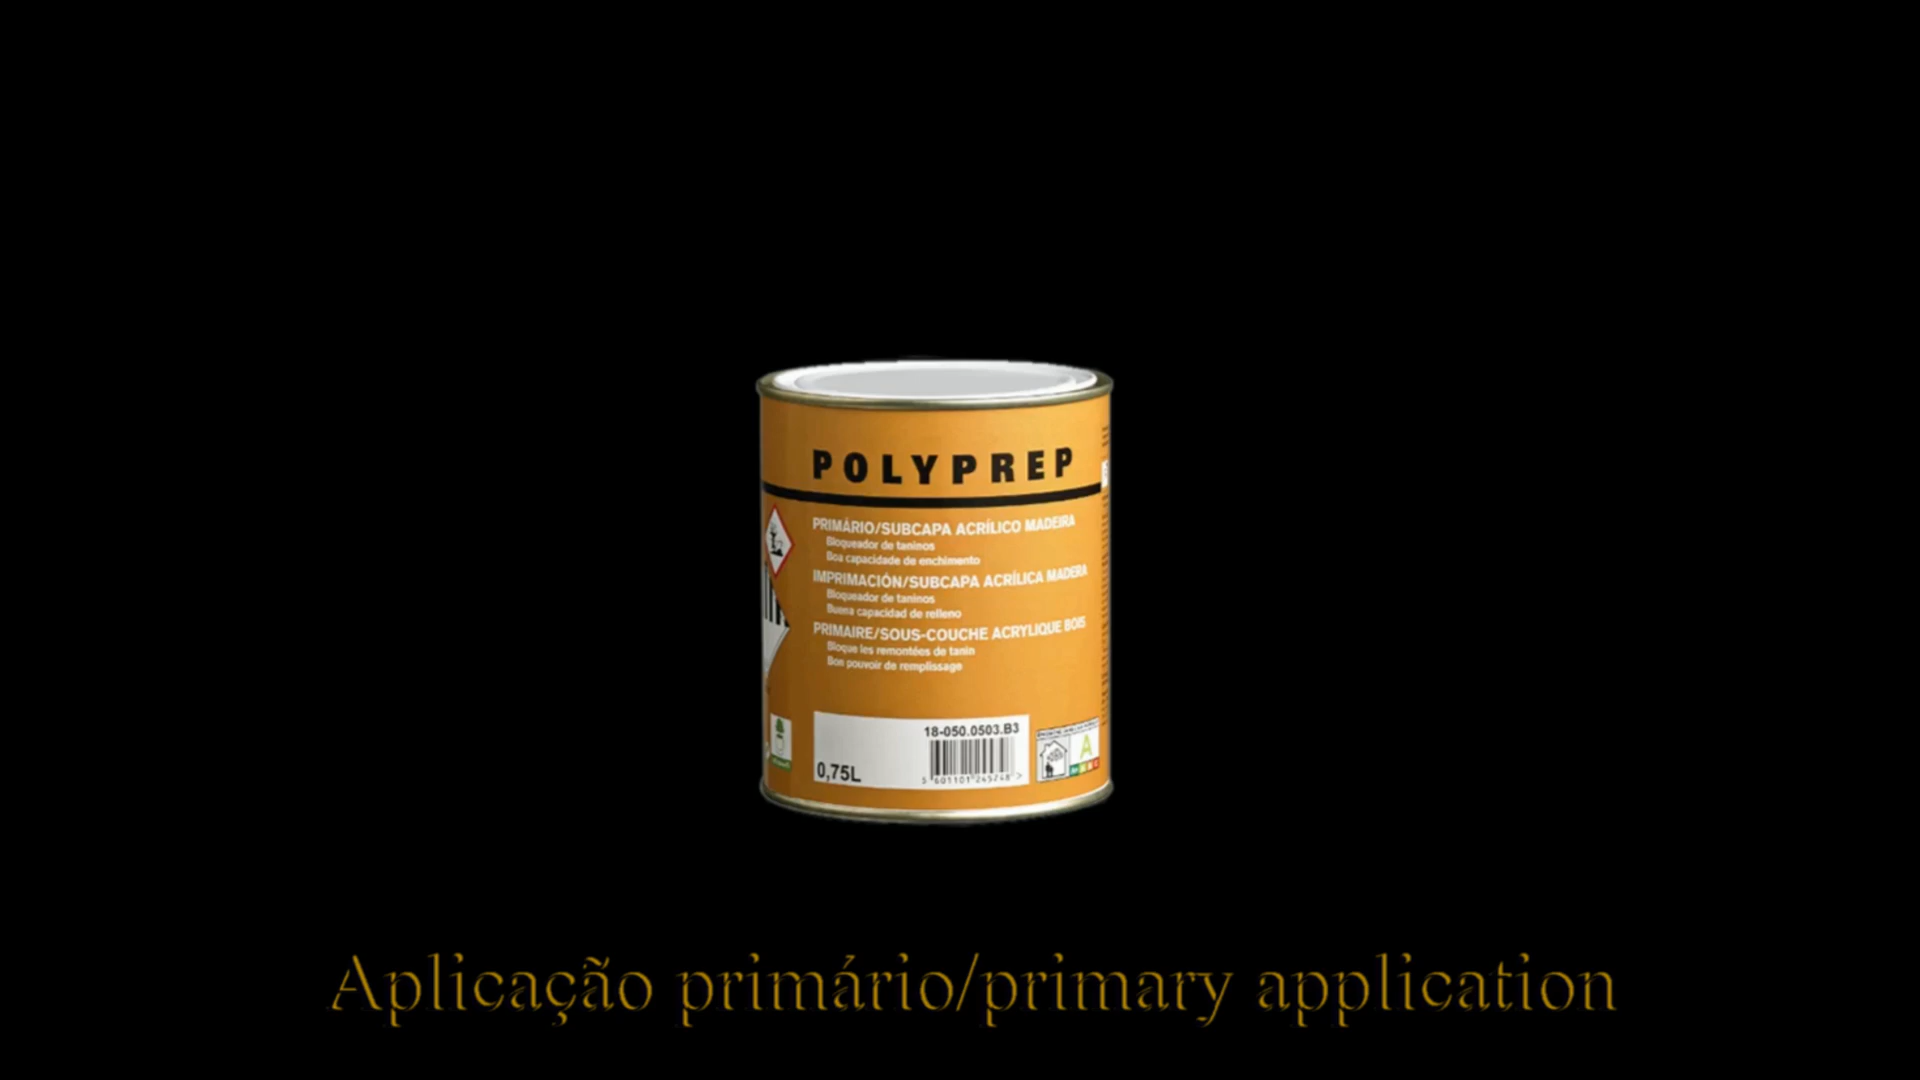 POLYPREP
PRIMÁRIO/SUBCAPA ACRÍLICO MADEIRA
Bloqueador de taninos
Boa capacidade de enchimento
IMPRIMACIÓN/SUBCAPA ACRÍLICA MADERA
Bloqueador de taninos
Buena capacidad de relleno
PRIMAIRE/SOUS-COUCHE ACRYLIQUE BOIS
Bloque les remontées de tanin
Bon pouvoir de remplissage
18-050.0503.B3
0,75L
A
Aplicação primário/primary application